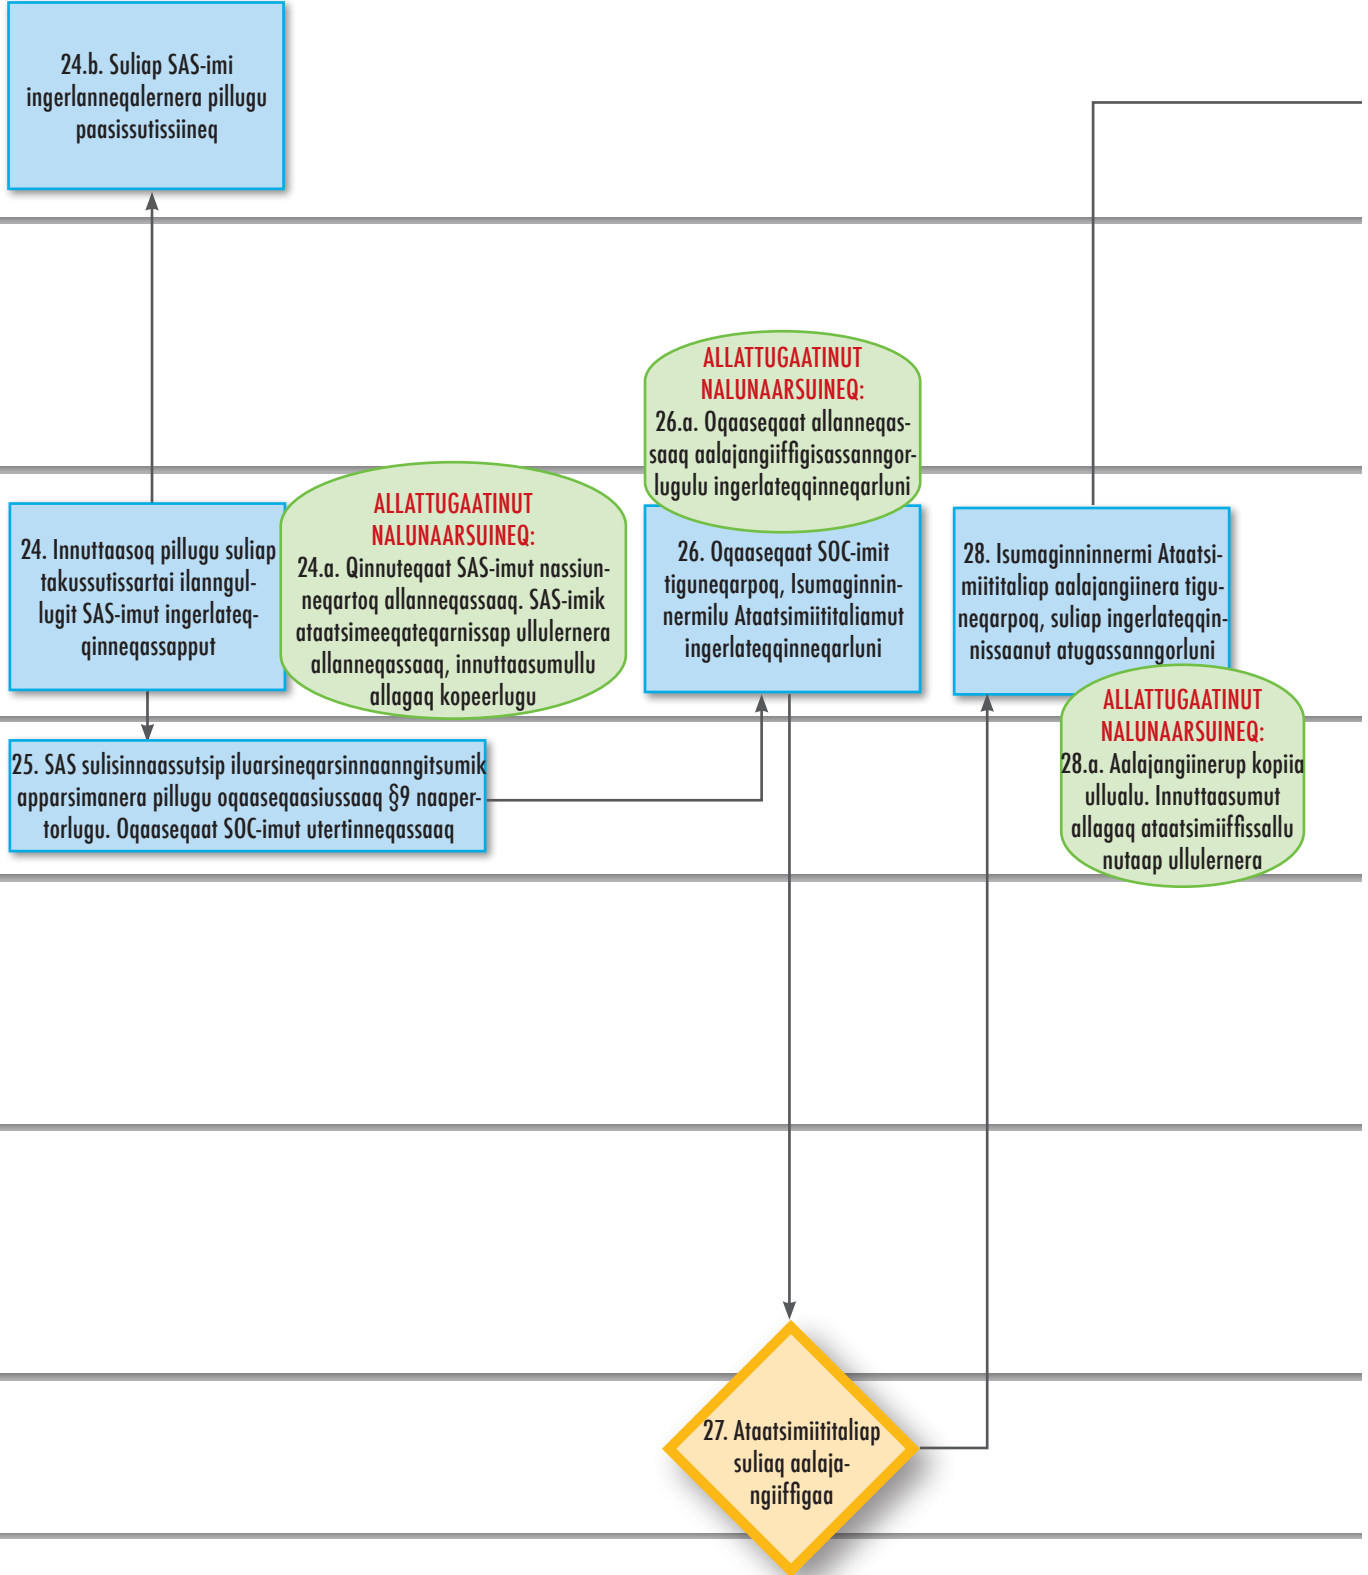 24.b. Suliap SAS-imi
ingerlanneqalernera pillugu
paasissutissiineq
ALLATTUGAATINUT
NALUNAARSUINEQ:
26.a. Oqaaseqaat allanneqas-
saaq aalajangiiffigisassanngor-
lugulu ingerlateqqinneqarluni
24. Innuttaasoq pillugu suliap
takussutissartai ilanngul-
lugit SAS-imut ingerlateq-
qinneqassapput
ALLATTUGAATINUT
NALUNAARSUINEQ:
24.a. Qinnuteqaat SAS-imut nassiun-
neqartoq allanneqassaaq. SAS-imik
ataatsimeeqateqarnissap ullulernera
allanneqassaaq, innuttaasumullu
allagaq kopeerlugu
26. Oqaaseqaat SOC-imit
tiguneqarpoq, Isumaginnin-
nermilu Ataatsimiititaliamut
ingerlateqqinneqarluni
28. Isumaginninnermi Ataatsi-
miititaliap aalajangiinera tigu-
neqarpoq, suliap ingerlateqqin-
nissaanut atugassanngorluni
ALLATTUGAATINUT
NALUNAARSUINEQ:
28.a. Aalajangiinerup kopiia
ullualu. Innuttaasumut
allagaq ataatsimiiffissallu
nutaap ullulernera
25. SAS sulisinnaassutsip iluarsineqarsinnaanngitsumik
apparsimanera pillugu oqaaseqaasiussaaq §9 naaper-
torlugu. Oqaaseqaat SOC-imut utertinneqassaaq
27. Ataatsimiititaliap
suliaq aalaja-
ngiiffigaa